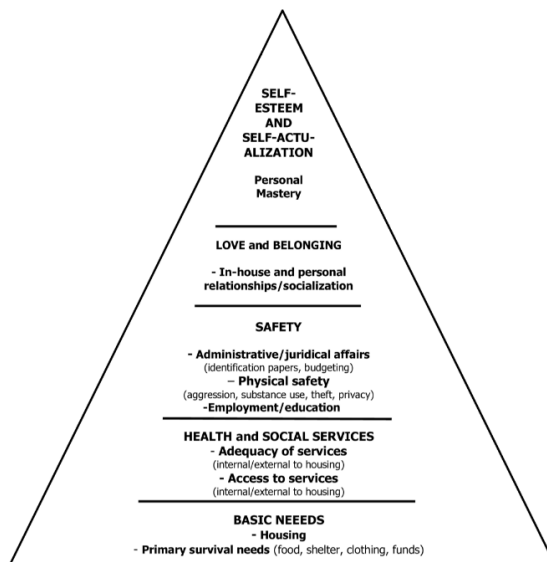 SELF-
ESTEEM
AND
SELF-ACTU-
ALIZATION
Personal
Mastery
LOVE and BELONGING
- In-house and personal
relationships/socialization
SAFETY
- Administrative/juridical affairs
(identification papers, budgeting)
– Physical safety
(aggression, substance use, theft, privacy)
-Employment/education
HEALTH and SOCIAL SERVICES
- Adequacy of services
(internal/external to housing)
- Access to services
(internal/external to housing)
BASIC NEEEDS
- Housing
- Primary survival needs (food, shelter, clothing, funds)